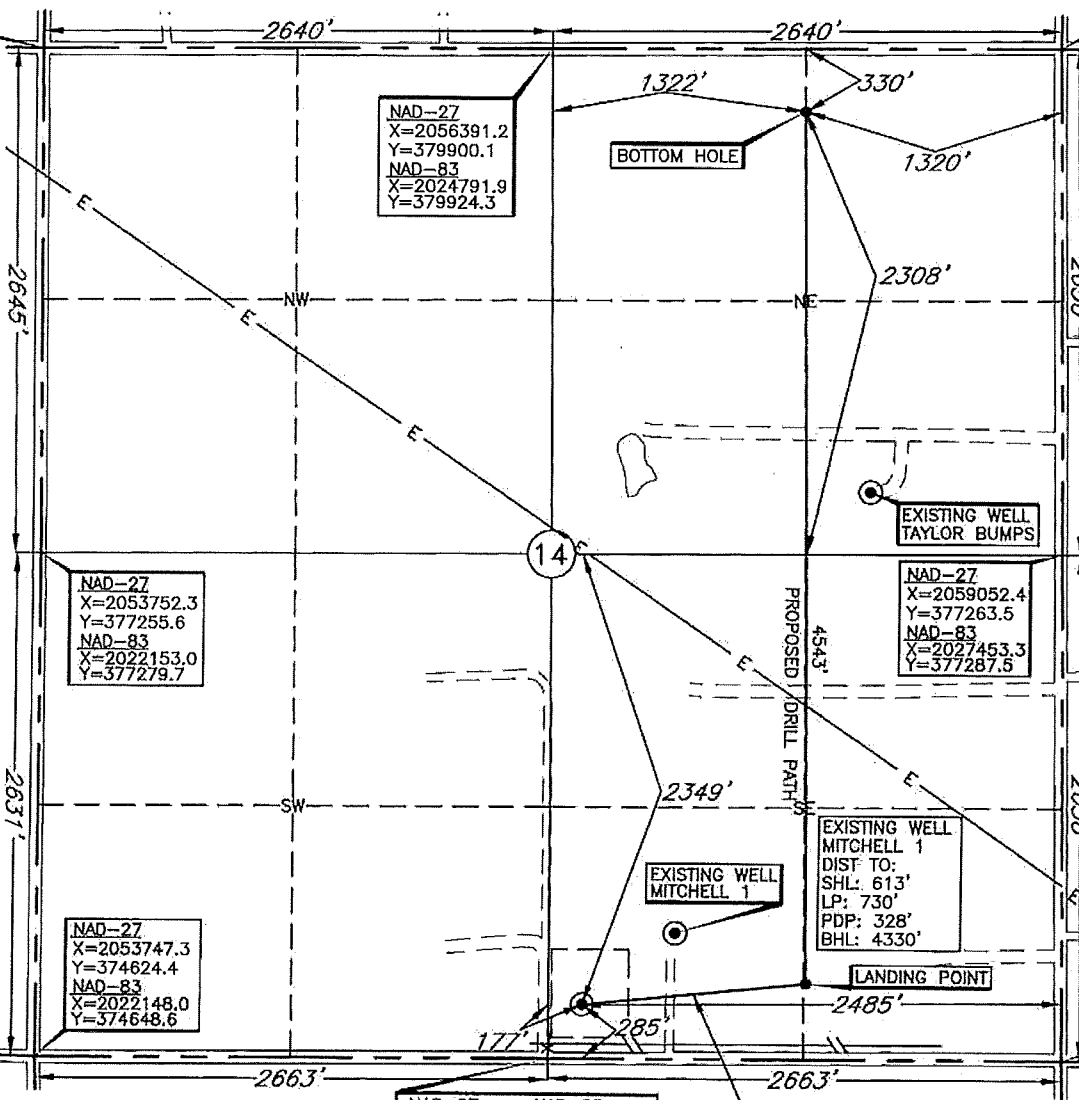 2640'
2640'
1322'
330'
NAD-27
X=2056391.2
Y=379900.1
NAD-83
X=2024791.9
Y=379924.3
BOTTOM HOLE
1320'
E
2645'
2308'
NW
NE
E
E
EXISTING WELL
TAYLOR BUMPS
14
E
NAD-27
X=2053752.3
Y=377255.6
NAD-83
X=2022153.0
Y=377279.7
NAD-27
X=2059052.4
Y=377263.5
NAD-83
X=2027453.3
Y=377287.5
PROPOSED DRILL PATH
4543'
E
E
2631'
2349'
SW
SE
EXISTING WELL
MITCHELL 1
DIST TO:
SHL: 613'
LP: 730'
PDP: 328'
BHL: 4330'
EXISTING WELL
MITCHELL 1
E
NAD-27
X=2053747.3
Y=374624.4
NAD-83
X=2022148.0
Y=374648.6
LANDING POINT
2485'
177'
285'
2663'
2663'